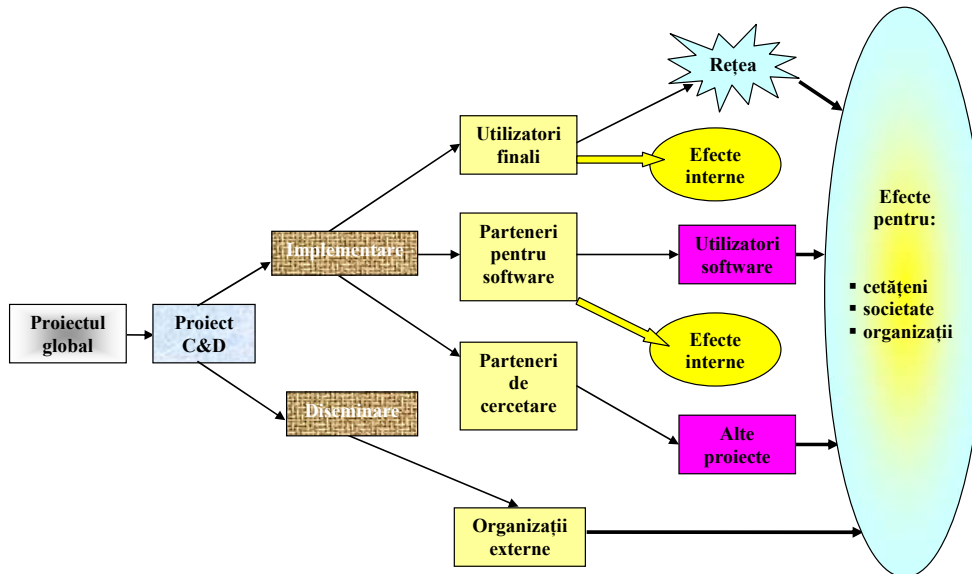 Rețea
Utilizatori
finali
Efecte
interne
Efecte
pentru:
▪ cetățeni
▪ societate
▪ organizații
Implementare
Parteneri
pentru
software
Utilizatori
software
Proiectul
global
Proiect
C&D
Efecte
interne
Parteneri
de
cercetare
Diseminare
Alte
proiecte
Organizații
externe